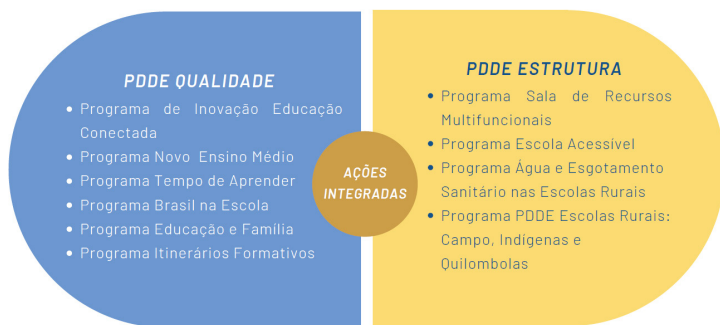 PDDE QUALIDADE
• Programa de Inovação Educação
Conectada
• Programa Novo Ensino Médio
• Programa Tempo de Aprender
• Programa Brasil na Escola
• Programa Educação e Família
• Programa Itinerários Formativos
AÇÕES
INTEGRADAS
PDDE ESTRUTURA
• Programa Sala de Recursos
Multifuncionais
• Programa Escola Acessível
• Programa Água e Esgotamento
Sanitário nas Escolas Rurais
• Programa PDDE Escolas Rurais:
Campo, Indígenas e
Quilombolas